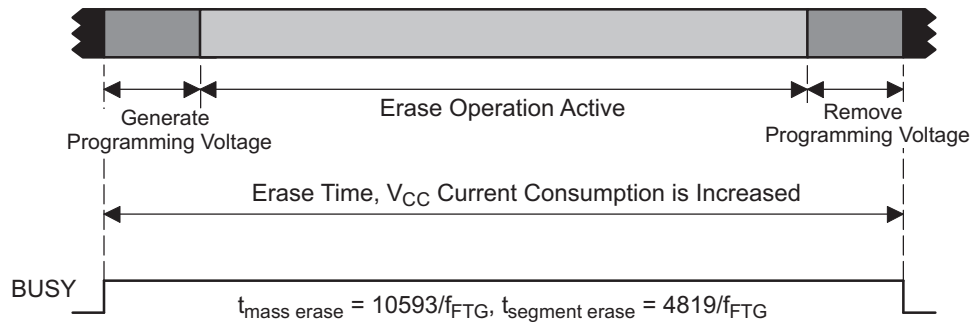 Generate
Programming Voltage
Erase Operation Active
Remove
Programming Voltage
Erase Time, VCC Current Consumption is Increased
BUSY
tmass erase = 10593/fFTG, tsegment erase = 4819/fFTG